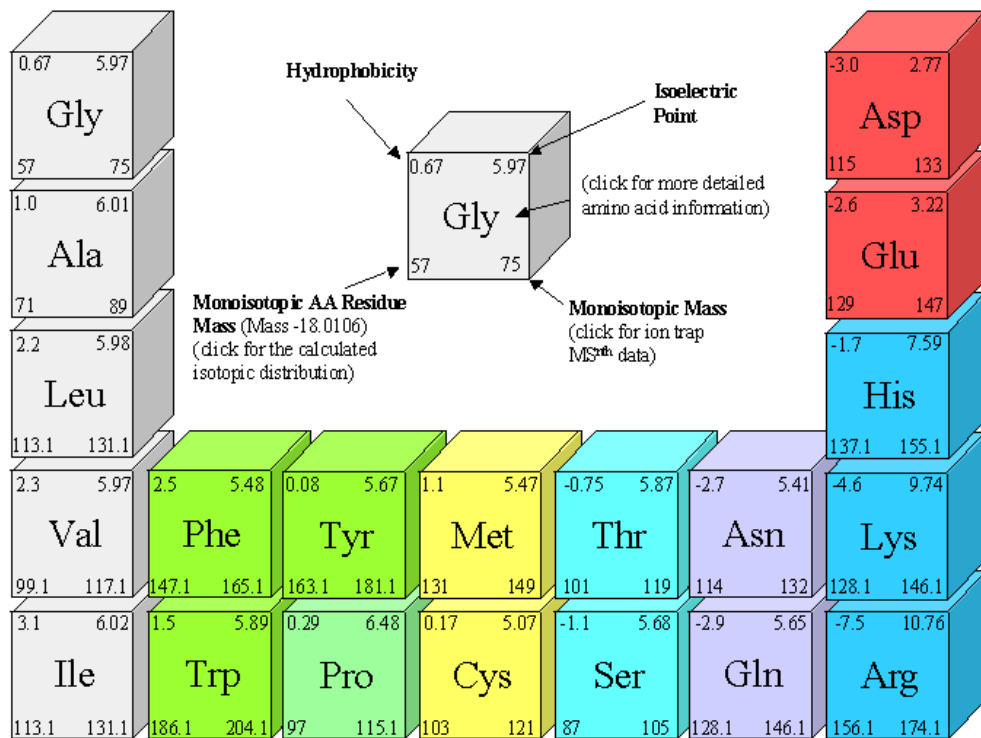 0.67 5.97
Gly
57 75
1.0 6.01
Ala
71 89
2.2 5.98
Leu
113.1 131.1
2.3 5.97
Val
99.1 117.1
3.1 6.02
Ile
113.1 131.1
Hydrophobicity
Isoelectric
Point
0.67 5.97
Gly
57 75
(click for more detailed
amino acid information)
Monoisotopic AA Residue
Mass (Mass -18.0106)
(click for the calculated
isotopic distribution)
Monoisotopic Mass
(click for ion trap
MSⁿᵗʰ data)
2.5 5.48
Phe
147.1 165.1
0.08 5.67
Tyr
163.1 181.1
1.1 5.47
Met
131 149
-0.75 5.87
Thr
101 119
-2.7 5.41
Asn
114 132
1.5 5.89
Trp
186.1 204.1
0.29 6.48
Pro
97 115.1
0.17 5.07
Cys
103 121
-1.1 5.68
Ser
87 105
-2.9 5.65
Gln
128.1 146.1
-3.0 2.77
Asp
115 133
-2.6 3.22
Glu
129 147
-1.7 7.59
His
137.1 155.1
-4.6 9.74
Lys
128.1 146.1
-7.5 10.76
Arg
156.1 174.1